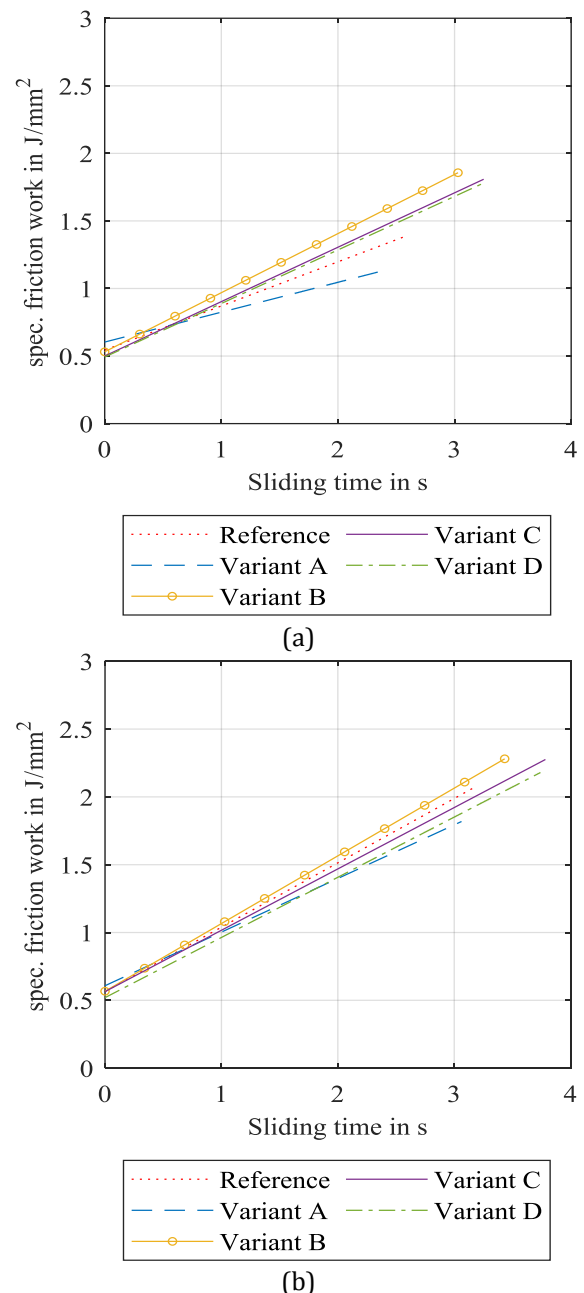 3
2.5
2
1.5
1
0.5
0
spec. friction work in J/mm²
0 1 2 3 4
Sliding time in s
Reference Variant C
Variant A Variant D
Variant B
(a)
3
2.5
2
1.5
1
0.5
0
spec. friction work in J/mm²
0 1 2 3 4
Sliding time in s
Reference Variant C
Variant A Variant D
Variant B
(b)